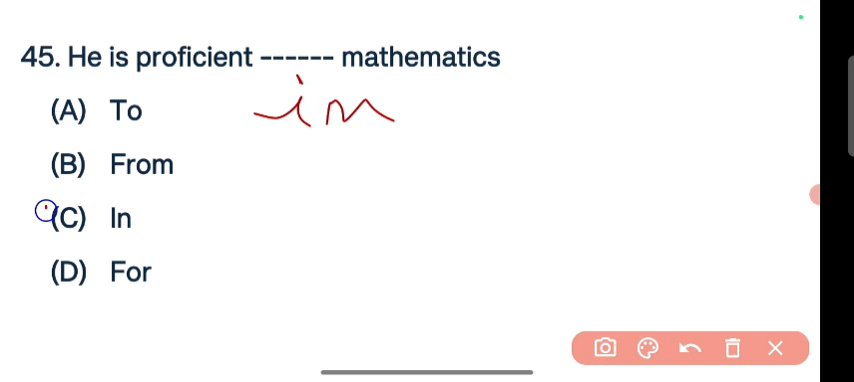 45. He is proficient ------ mathematics
in
(A) To
(B) From
(C) In
(D) For